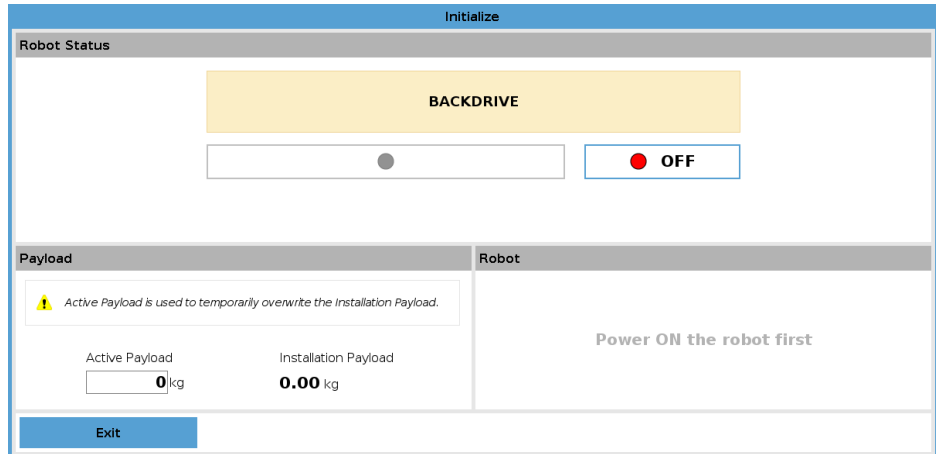 Initialize
Robot Status
BACKDRIVE
OFF
Payload
Active Payload is used to temporarily overwrite the Installation Payload.
Active Payload
Installation Payload
0 kg
0.00 kg
Robot
Power ON the robot first
Exit